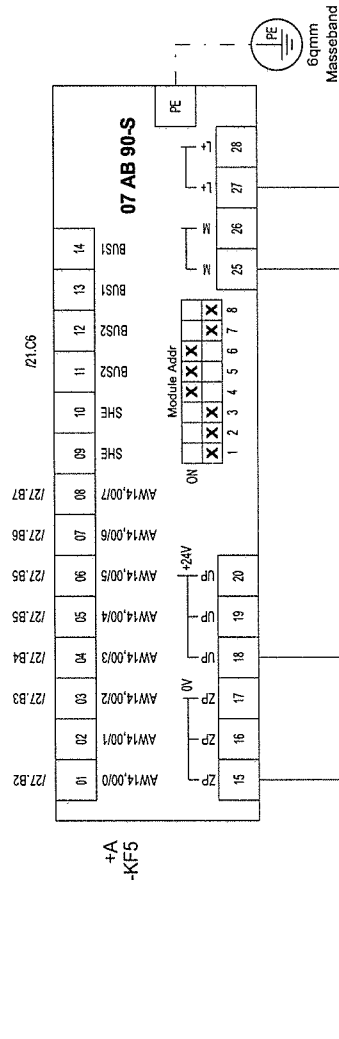 /27.B2 /27.B3 /27.B4 /27.B5 /27.B5 /27.B6 /27.B7
/21.C6
01 02 03 04 05 06 07 08 09 10 11 12 13 14
AW14,00/0 AW14,00/1 AW14,00/2 AW14,00/3 AW14,00/4 AW14,00/5 AW14,00/6 AW14,00/7 SHE SHE BUS2 BUS2 BUS1 BUS1
+A
-KF5
07 AB 90-S
PE
PE
6qmm
Masseband
Module Addr
ON
X X X
X X X X X
1 2 3 4 5 6 7 8
0V +24V
ZP ZP ZP UP UP UP M M L+ L+
15 16 17 18 19 20 25 26 27 28